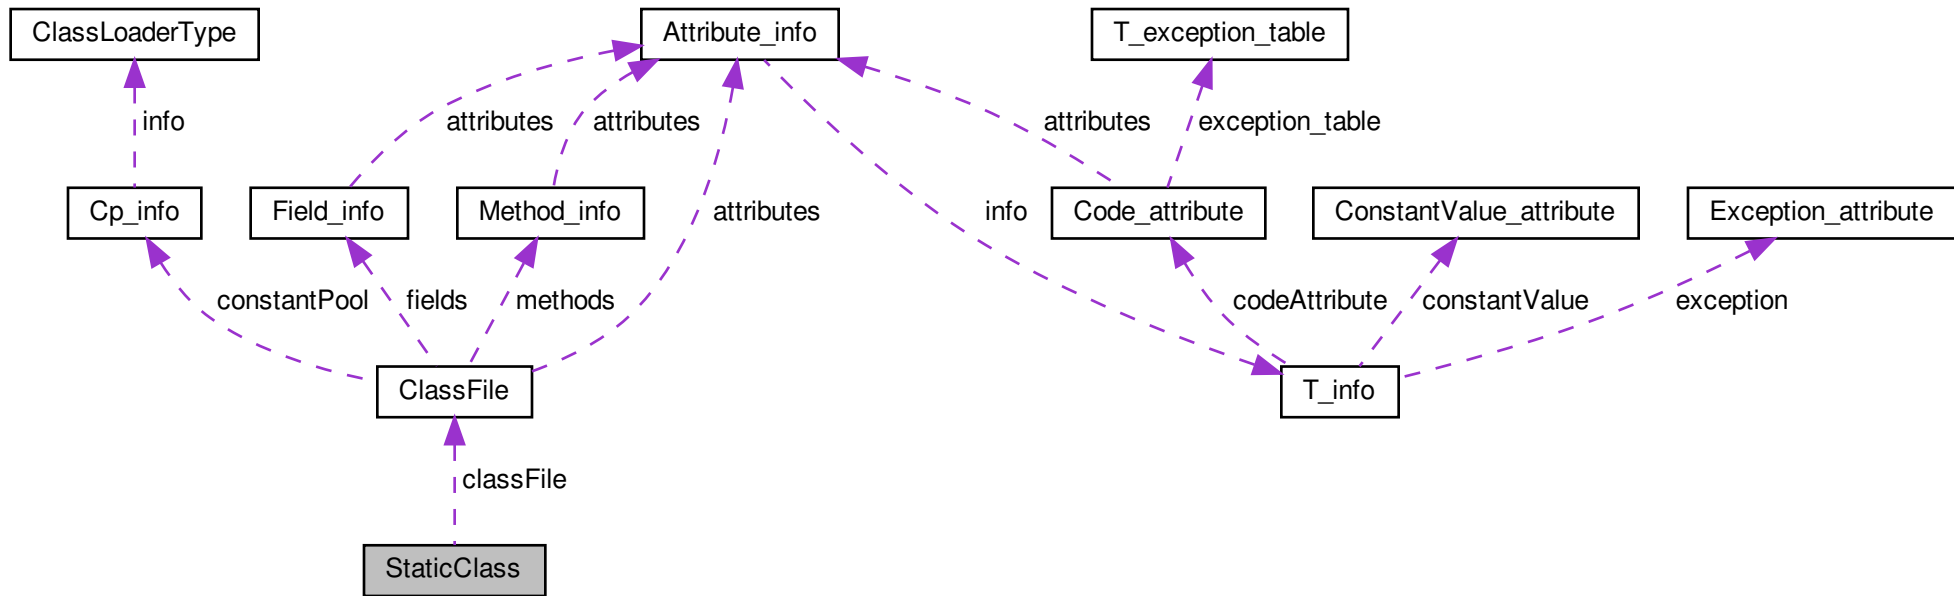 ClassLoaderType
Attribute_info
T_exception_table
info
attributes
attributes
attributes
exception_table
Cp_info
Field_info
Method_info
attributes
info
Code_attribute
ConstantValue_attribute
Exception_attribute
constantPool
fields
methods
codeAttribute
constantValue
exception
ClassFile
T_info
classFile
StaticClass